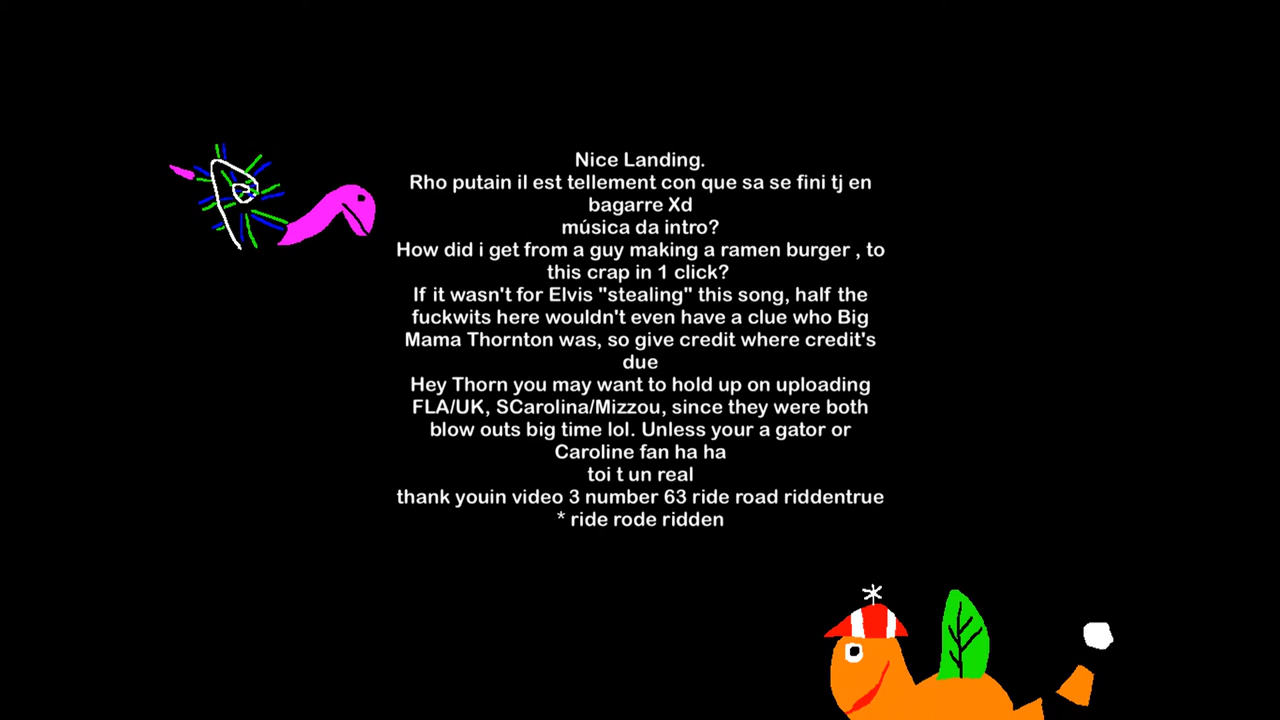 Nice Landing.
Rho putain il est tellement con que sa se fini tj en
bagarre Xd
música da intro?
How did i get from a guy making a ramen burger , to
this crap in 1 click?
If it wasn't for Elvis "stealing" this song, half the
fuckwits here wouldn't even have a clue who Big
Mama Thornton was, so give credit where credit's
due
Hey Thorn you may want to hold up on uploading
FLA/UK, SCarolina/Mizzou, since they were both
blow outs big time lol. Unless your a gator or
Caroline fan ha ha
toi t un real
thank youin video 3 number 63 ride road riddentrue
* ride rode ridden